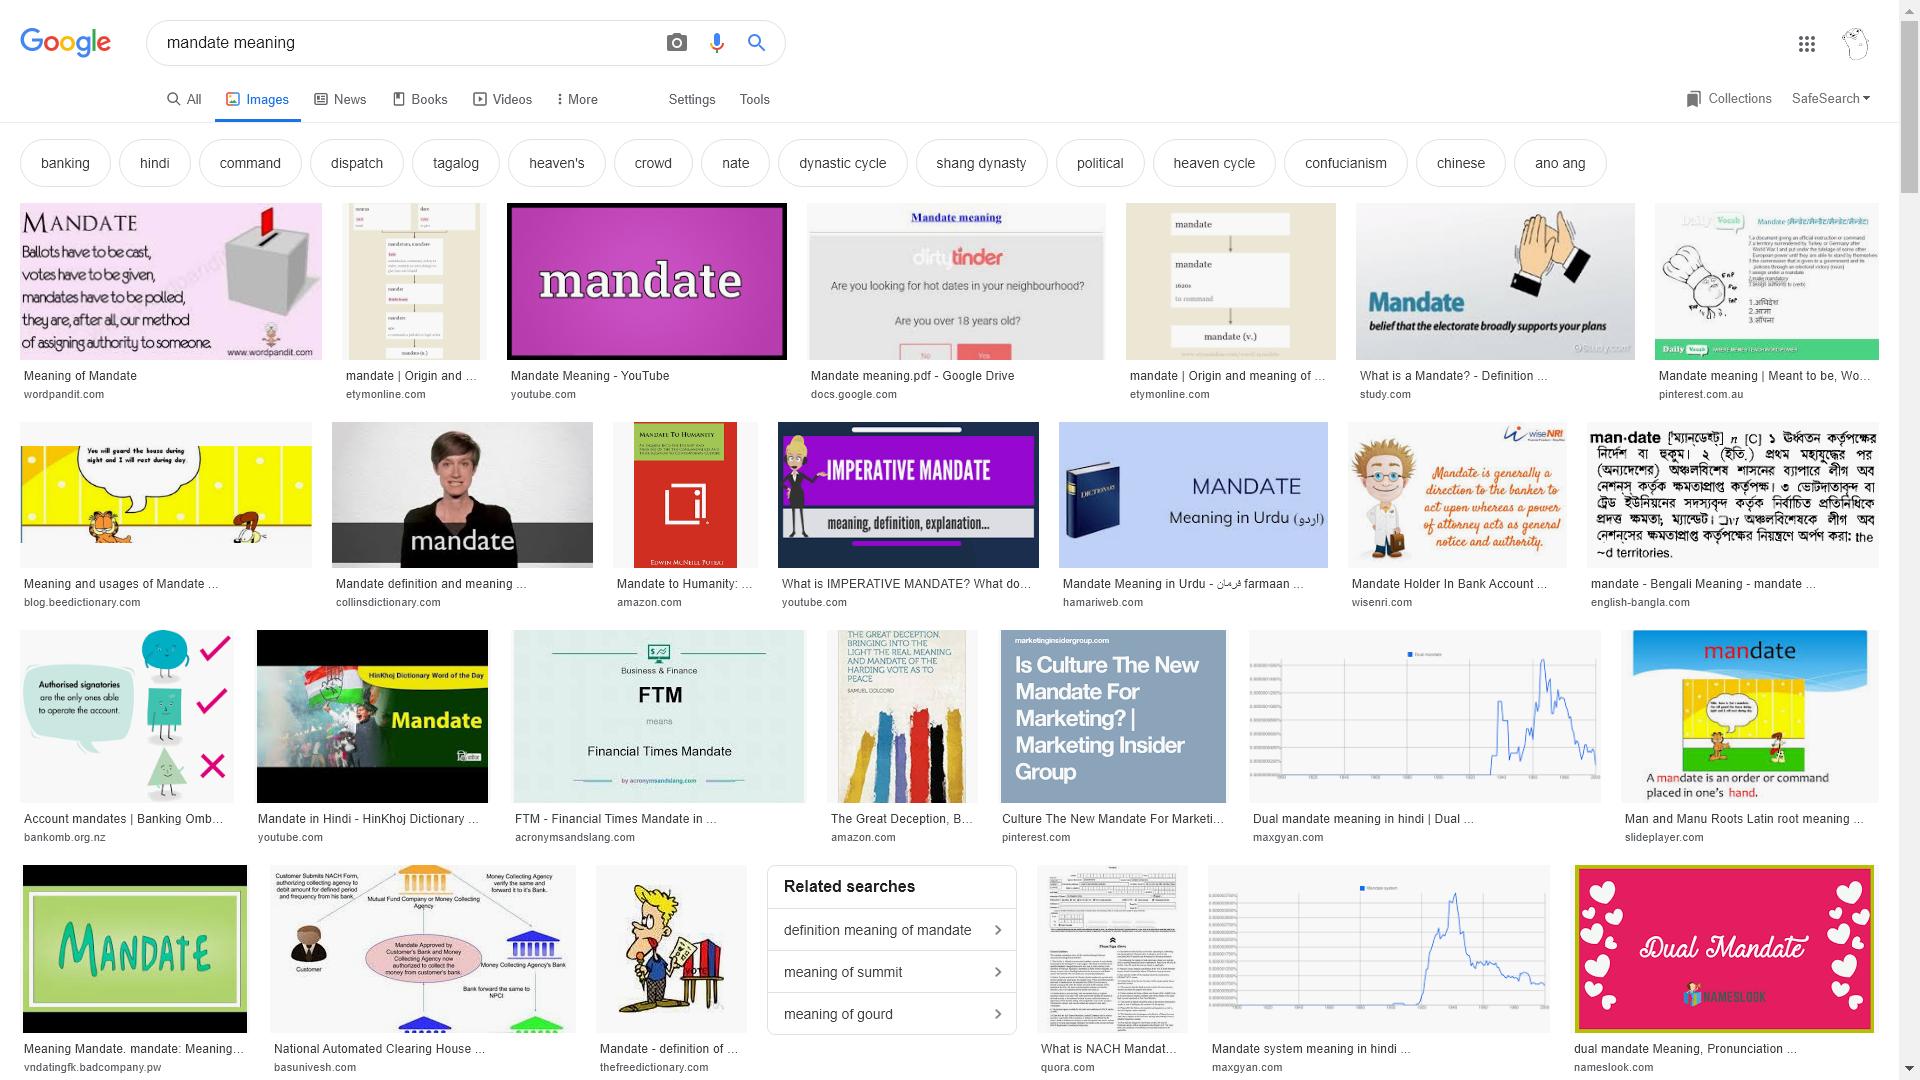 Google
mandate meaning
All
Images
News
Books
Videos
More
Settings
Tools
Collections
SafeSearch
banking
hindi
command
dispatch
tagalog
heaven's
crowd
nate
dynastic cycle
shang dynasty
political
heaven cycle
confucianism
chinese
ano ang
MANDATE
Ballots have to be cast,
votes have to be given,
mandates have to be polled,
they are, after all, our method
of assigning authority to someone.
www.wordpandit.com
Meaning of Mandate
wordpandit.com
mandate | Origin and ...
etymonline.com
mandate
Mandate Meaning - YouTube
youtube.com
Mandate meaning
dirtytinder
Are you looking for hot dates in your neighbourhood?
Are you over 18 years old?
No
Yes
Mandate meaning.pdf - Google Drive
docs.google.com
mandate
mandate
1620s
to command
mandate (v.)
mandate | Origin and meaning of ...
etymonline.com
Mandate
belief that the electorate broadly supports your plans
Study.com
What is a Mandate? - Definition ...
study.com
Daily Vocab
1.अधिदेश
2.आज्ञा
3.सौंपना
Daily Vocab
Mandate meaning | Meant to be, Wo...
pinterest.com.au
You will guard the house during
night and I will rest during day
Meaning and usages of Mandate ...
blog.beedictionary.com
mandate
Mandate definition and meaning ...
collinsdictionary.com
MANDATE TO HUMANITY
EDWIN MCNEILL POTEAT
Mandate to Humanity: ...
amazon.com
IMPERATIVE MANDATE
meaning, definition, explanation...
What is IMPERATIVE MANDATE? What do...
youtube.com
DICTIONARY
MANDATE
Meaning in Urdu (اردو)
Mandate Meaning in Urdu - فرمان farmaan ...
hamariweb.com
wiseNRI
Mandate is generally a
direction to the banker to
act upon whereas a power
of attorney acts as general
notice and authority.
Mandate Holder In Bank Account ...
wisenri.com
man·date [ম্যানডেইট্] n [C] ১ ঊর্ধ্বতন কর্তৃপক্ষের
নির্দেশ বা হুকুম। ২ (ইতি.) প্রথম মহাযুদ্ধের পর
(অন্যদেশের) অঞ্চলবিশেষ শাসনের ব্যাপারে লীগ অব
নেশন্‌স্ কর্তৃক ক্ষমতাপ্রাপ্ত কর্তৃপক্ষ। ৩ ভোটদাতাবৃন্দ বা
ট্রেড ইউনিয়নের সদস্যবৃন্দ কর্তৃক নির্বাচিত প্রতিনিধিকে
প্রদত্ত ক্ষমতা; ম্যান্ডেট। □vt অঞ্চলবিশেষকে লীগ অব
নেশন্‌সের ক্ষমতাপ্রাপ্ত কর্তৃপক্ষের নিয়ন্ত্রণে অর্পণ করা: the
~d territories.
mandate - Bengali Meaning - mandate ...
english-bangla.com
Authorised signatories
are the only ones able
to operate the account.
Account mandates | Banking Omb...
bankomb.org.nz
HinKhoj Dictionary Word of the Day
Mandate
Mandate in Hindi - HinKhoj Dictionary ...
youtube.com
Business & Finance
FTM
means
Financial Times Mandate
by acronymsandslang.com
FTM - Financial Times Mandate in ...
acronymsandslang.com
THE GREAT DECEPTION,
BRINGING INTO THE
LIGHT THE REAL MEANING
AND MANDATE OF THE
HARDING VOTE AS TO
PEACE
SAMUEL COLCORD
The Great Deception, B...
amazon.com
marketinginsidergroup.com
Is Culture The New
Mandate For
Marketing? |
Marketing Insider
Group
Culture The New Mandate For Marketi...
pinterest.com
Dual mandate
Dual mandate meaning in hindi | Dual ...
maxgyan.com
mandate
A mandate is an order or command
placed in one's hand.
Man and Manu Roots Latin root meaning ...
slideplayer.com
MANDATE
Meaning Mandate. mandate: Meaning...
vndatingfk.badcompany.pw
Customer Submits NACH Form,
authorizing collecting agency to
debit amount for defined period
and frequency from his bank.
Money Collecting Agency
verify the same and
forward it to it's Bank.
Mutual Fund Company or Money Collecting
Agency
Customer
Mandate Approved by
Customer's Bank and Money
Collecting Agency now
authorized to collect the
money from customer's bank.
Money Collecting Agency's Bank
Bank forward the same to
NPCI
National Automated Clearing House ...
basunivesh.com
VOTE
Mandate - definition of ...
thefreedictionary.com
Related searches
definition meaning of mandate
meaning of summit
meaning of gourd
What is NACH Mandat...
quora.com
Mandate system
Mandate system meaning in hindi ...
maxgyan.com
Dual Mandate
NAMESLOOK
dual mandate Meaning, Pronunciation ...
nameslook.com